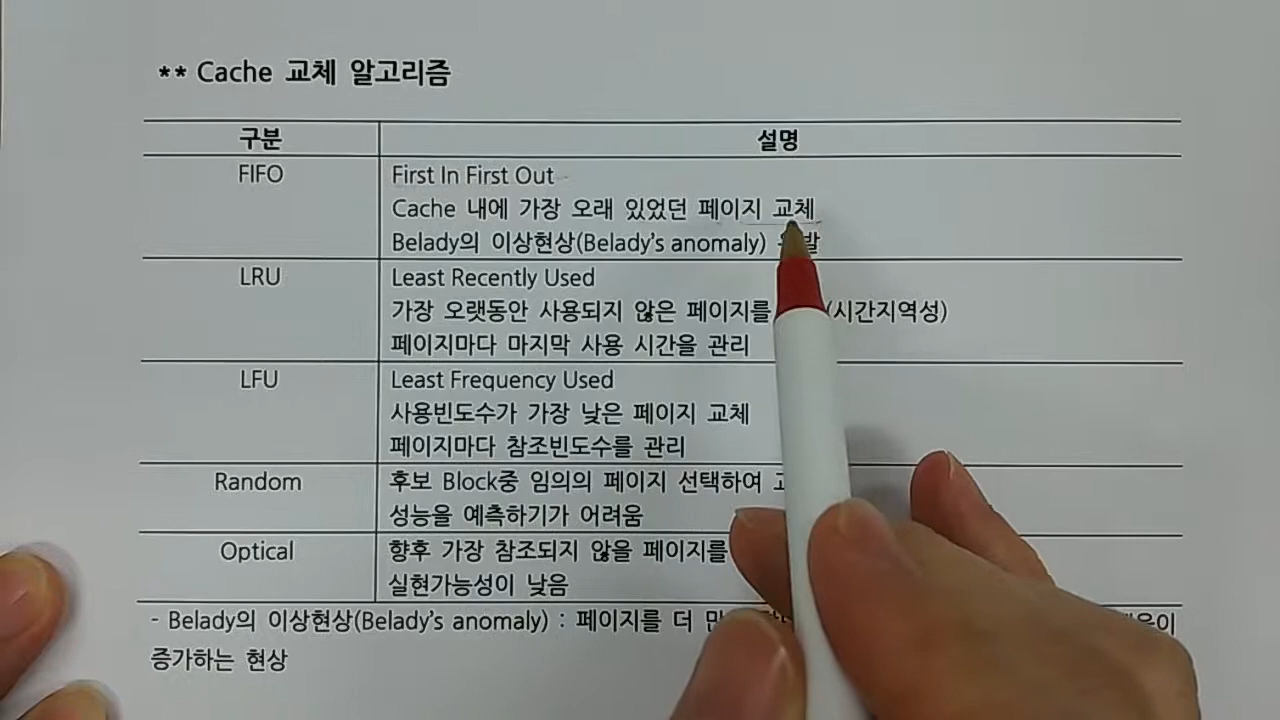 ** Cache 교체 알고리즘
구분 설명
FIFO First In First Out
Cache 내에 가장 오래 있었던 페이지 교체
Belady의 이상현상(Belady's anomaly)
LRU Least Recently Used
가장 오랫동안 사용되지 않은 페이지를 (시간지역성)
페이지마다 마지막 사용 시간을 관리
LFU Least Frequency Used
사용빈도수가 가장 낮은 페이지 교체
페이지마다 참조빈도수를 관리
Random 후보 Block중 임의의 페이지 선택하여
성능을 예측하기가 어려움
Optical 향후 가장 참조되지 않을 페이지를
실현가능성이 낮음
- Belady의 이상현상(Belady's anomaly) : 페이지를 더
증가하는 현상